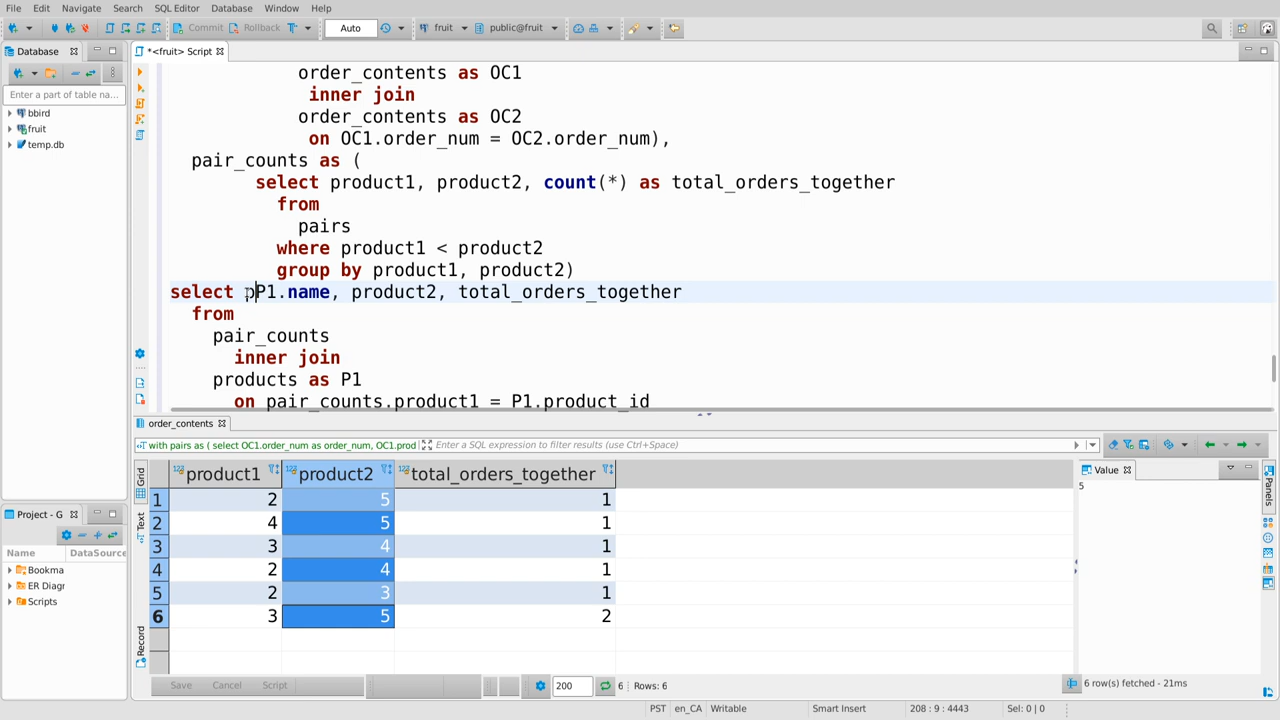 File Edit Navigate Search SQL Editor Database Window Help
Commit Rollback Auto fruit public@fruit
Database
*<fruit> Script
Enter a part of table na...
bbird
fruit
temp.db
order_contents as OC1
inner join
order_contents as OC2
on OC1.order_num = OC2.order_num),
pair_counts as (
select product1, product2, count(*) as total_orders_together
from
pairs
where product1 < product2
group by product1, product2)
select pP1.name, product2, total_orders_together
from
pair_counts
inner join
products as P1
on pair_counts.product1 = P1.product_id
order_contents
with pairs as ( select OC1.order_num as order_num, OC1.prod
Enter a SQL expression to filter results (use Ctrl+Space)
Grid
Text
Record
product1 product2 total_orders_together
1 2 5 1
2 4 5 1
3 3 4 1
4 2 4 1
5 2 3 1
6 3 5 2
Value
5
Panels
Project - G
Name DataSource
Bookma
ER Diagr
Scripts
Save Cancel Script 200 6 Rows: 6
6 row(s) fetched - 21ms
PST en_CA Writable Smart Insert 208 : 9 : 4443 Sel: 0 | 0